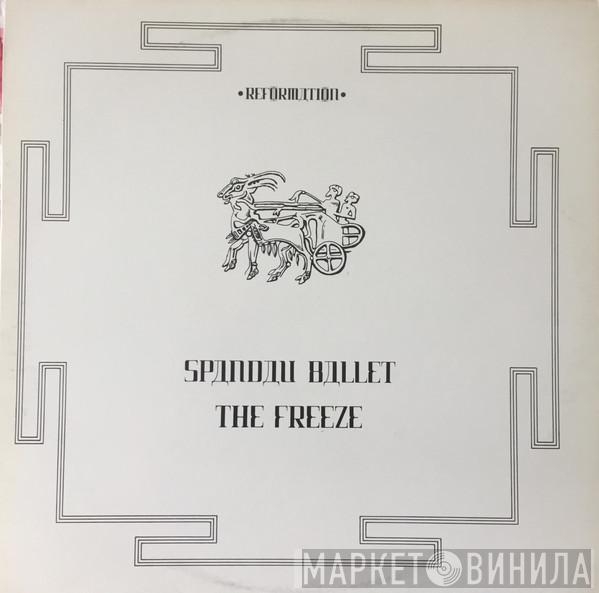 •REFORMATION•
SPANDAU BALLET
THE FREEZE
МАРКЕТ ВИНИЛА